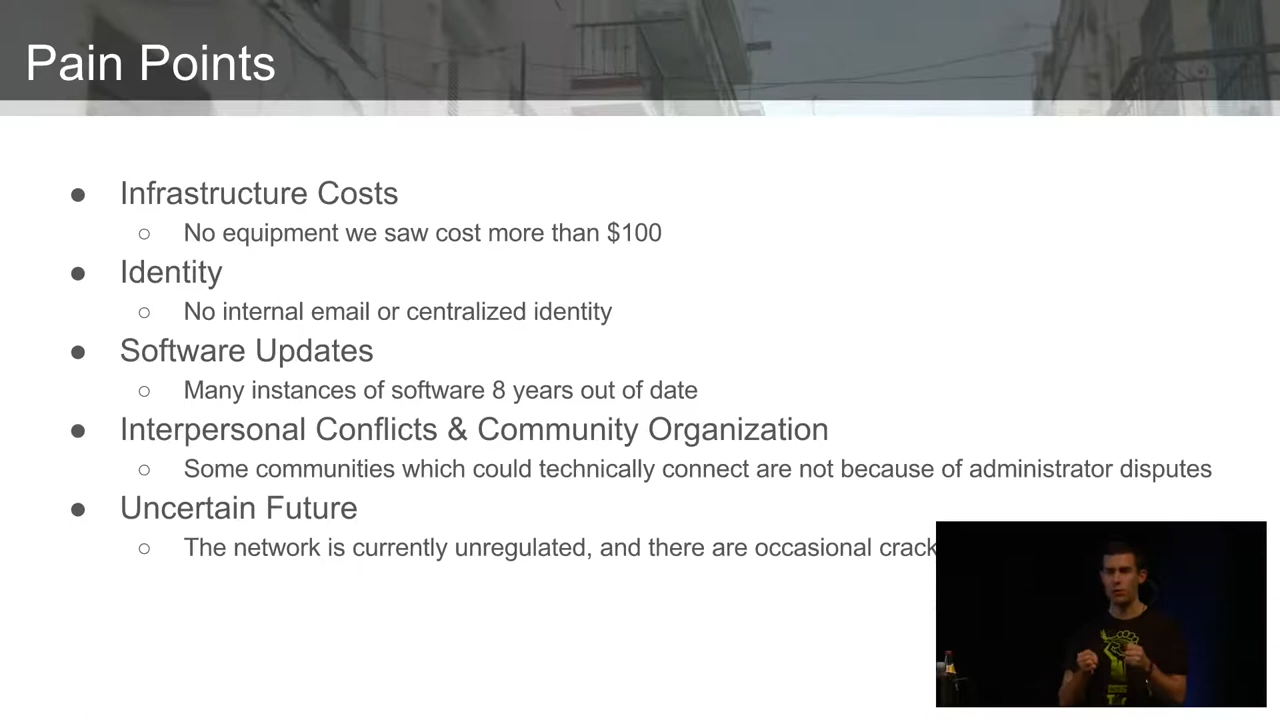 Pain Points
● Infrastructure Costs
○ No equipment we saw cost more than $100
● Identity
○ No internal email or centralized identity
● Software Updates
○ Many instances of software 8 years out of date
● Interpersonal Conflicts & Community Organization
○ Some communities which could technically connect are not because of administrator disputes
● Uncertain Future
○ The network is currently unregulated, and there are occasional crack